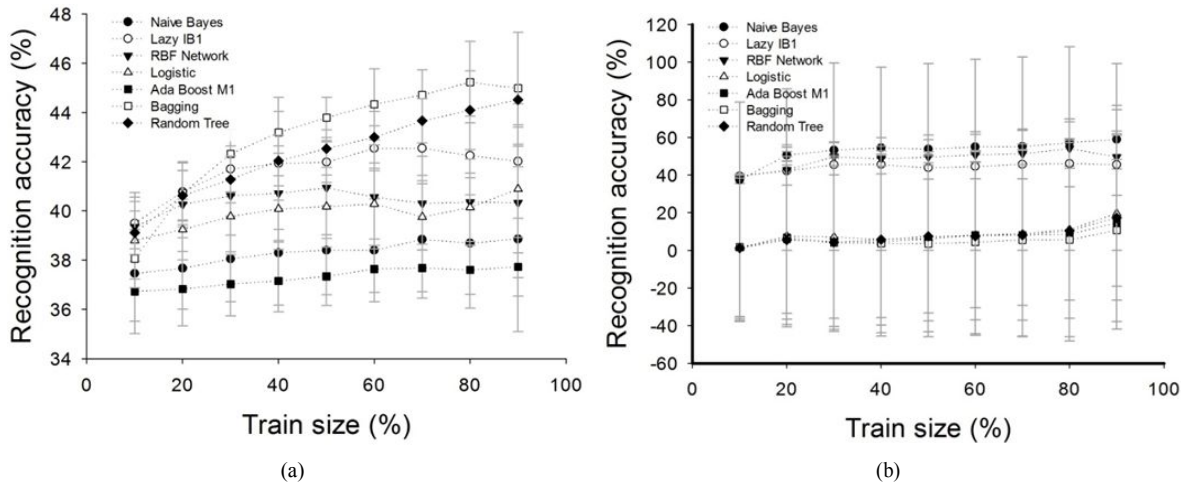 Recognition accuracy (%)
48
46
44
42
40
38
36
34
0 20 40 60 80 100
Train size (%)
Naive Bayes
Lazy IB1
RBF Network
Logistic
Ada Boost M1
Bagging
Random Tree
(a)
Recognition accuracy (%)
120
100
80
60
40
20
0
-20
-40
-60
0 20 40 60 80 100
Train size (%)
Naive Bayes
Lazy IB1
RBF Network
Logistic
Ada Boost M1
Bagging
Random Tree
(b)